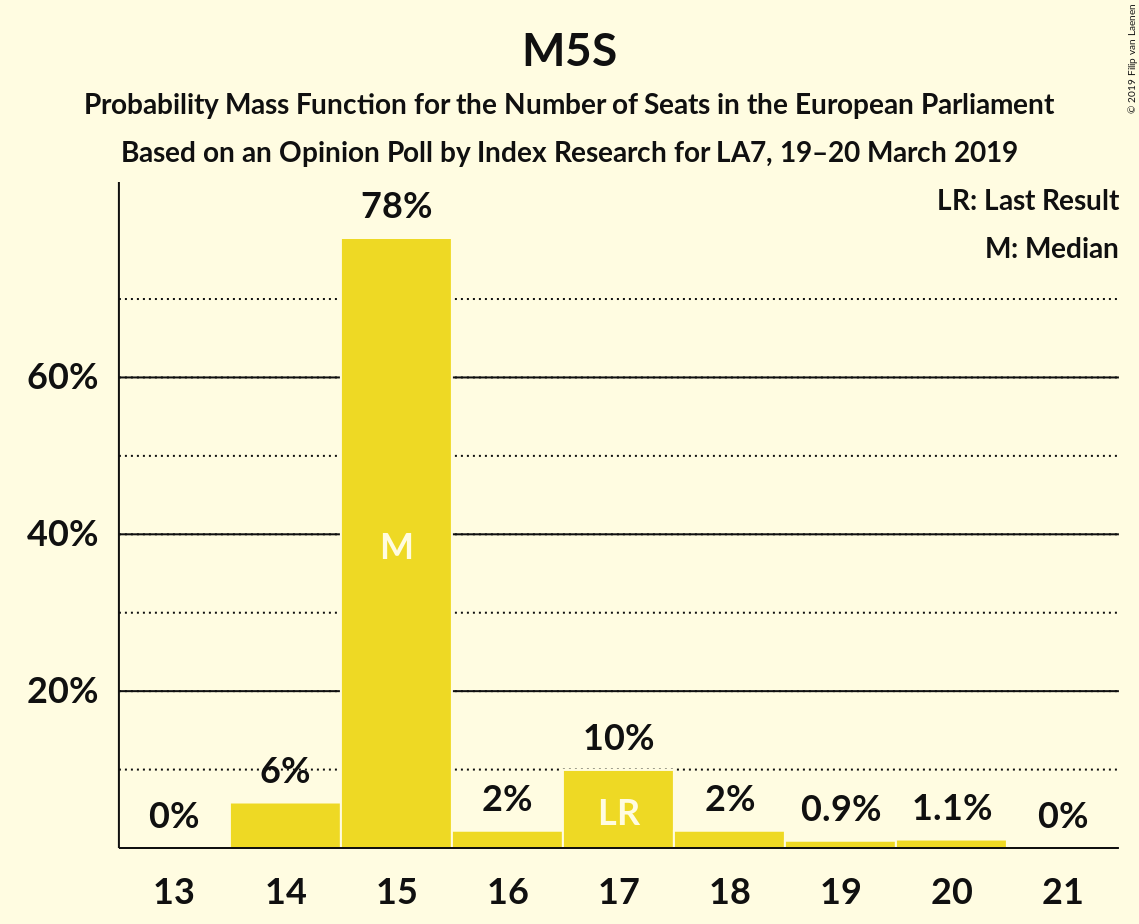 M5S
Probability Mass Function for the Number of Seats in the European Parliament
Based on an Opinion Poll by Index Research for LA7, 19–20 March 2019
© 2019 Filip van Laenen
LR: Last Result
M: Median
60%
40%
20%
0%
6%
78%
2%
10%
2%
0.9%
1.1%
0%
M
LR
13 14 15 16 17 18 19 20 21